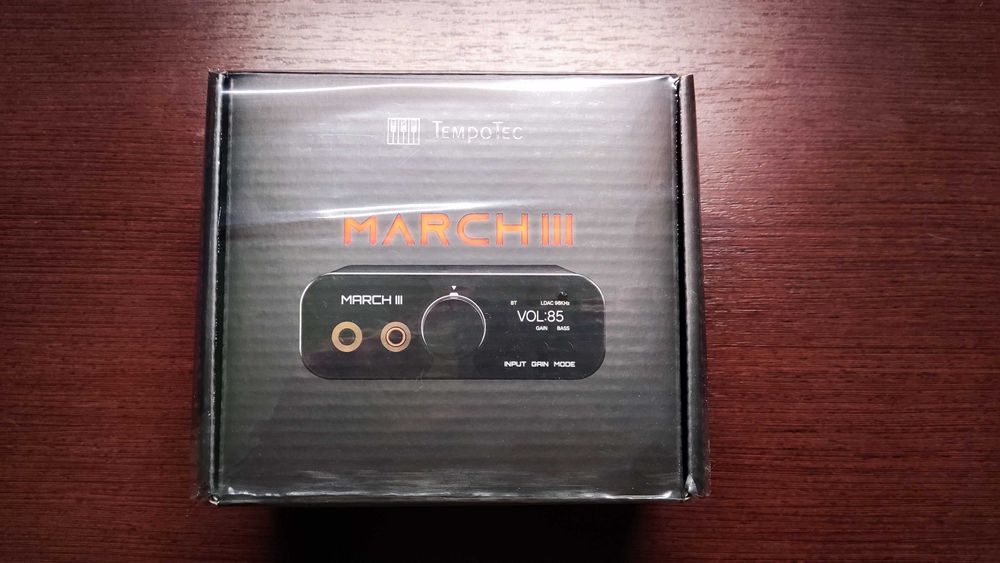 TEMPOTEC
MARCH III
MARCH III
BT LDAC 96KHz
VOL:85
GAIN BASS
INPUT GAIN MODE